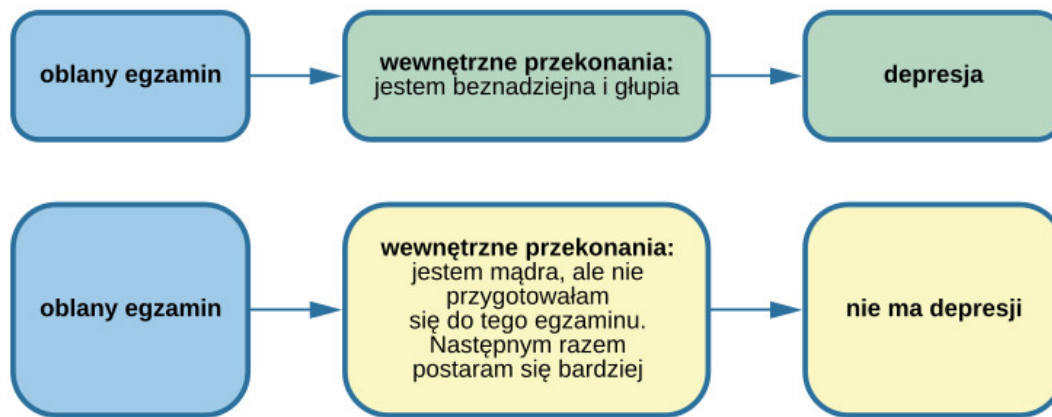 oblany egzamin
wewnętrzne przekonania:
jestem beznadziejna i głupia
depresja
oblany egzamin
wewnętrzne przekonania:
jestem mądra, ale nie
przygotowałam
się do tego egzaminu.
Następnym razem
postaram się bardziej
nie ma depresji